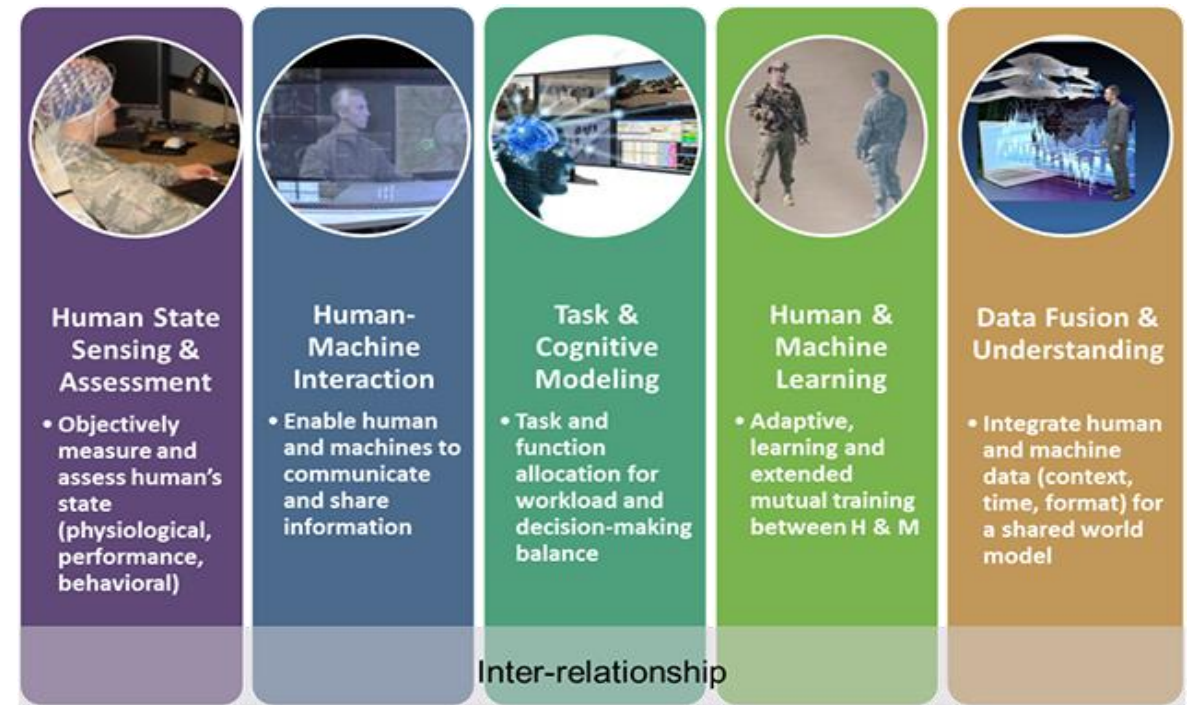 Human State
Sensing &
Assessment
• Objectively
measure and
assess human's
state
(physiological,
performance,
behavioral)
Human-
Machine
Interaction
• Enable human
and machines to
communicate
and share
information
Task &
Cognitive
Modeling
• Task and
function
allocation for
workload and
decision-making
balance
Human &
Machine
Learning
• Adaptive,
learning and
extended
mutual training
between H & M
Data Fusion &
Understanding
• Integrate human
and machine
data (context,
time, format) for
a shared world
model
Inter-relationship